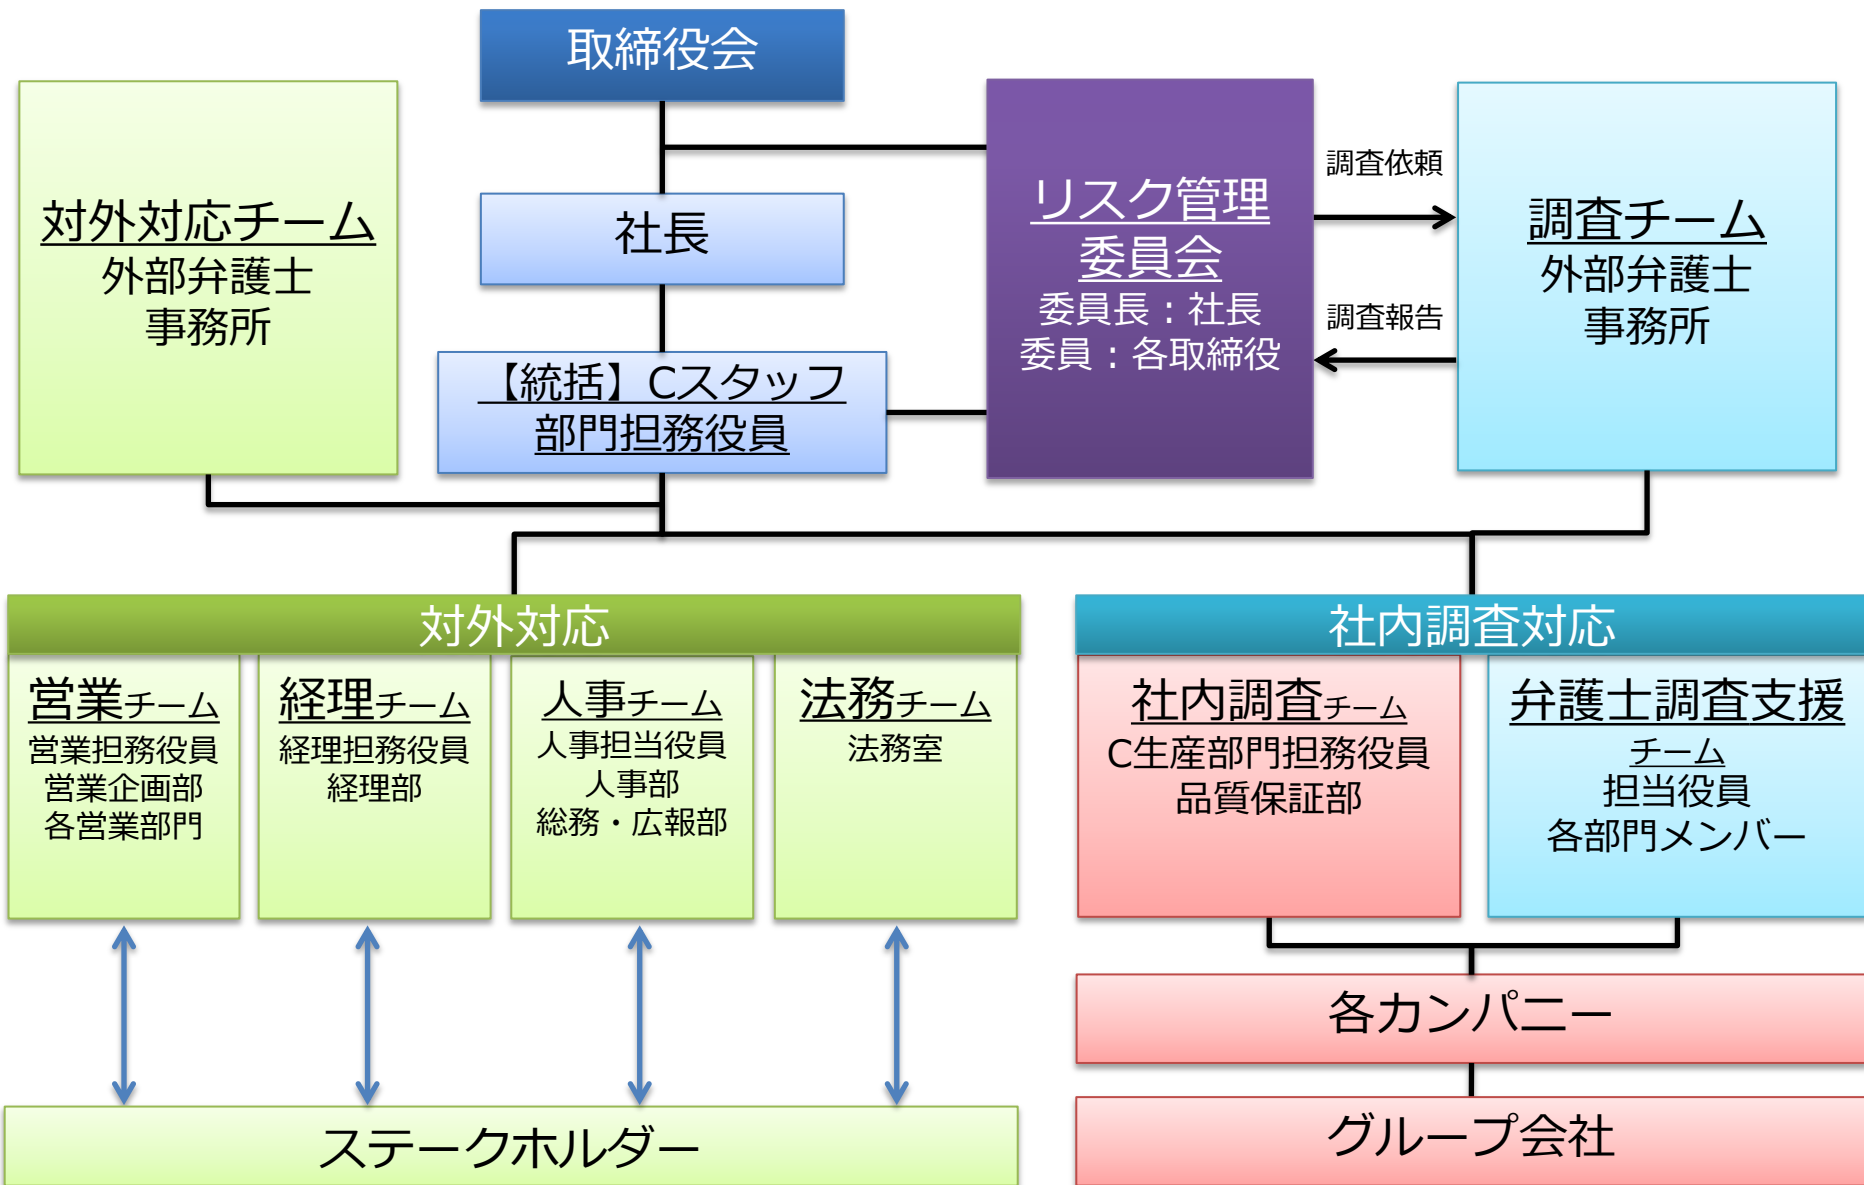 取締役会
対外対応チーム
外部弁護士
事務所
社長
【統括】Cスタッフ
部門担務役員
リスク管理
委員会
委員長：社長
委員：各取締役
調査依頼
調査報告
調査チーム
外部弁護士
事務所
対外対応
営業チーム
営業担務役員
営業企画部
各営業部門
経理チーム
経理担務役員
経理部
人事チーム
人事担当役員
人事部
総務・広報部
法務チーム
法務室
ステークホルダー
社内調査対応
社内調査チーム
C生産部門担務役員
品質保証部
弁護士調査支援
チーム
担当役員
各部門メンバー
各カンパニー
グループ会社